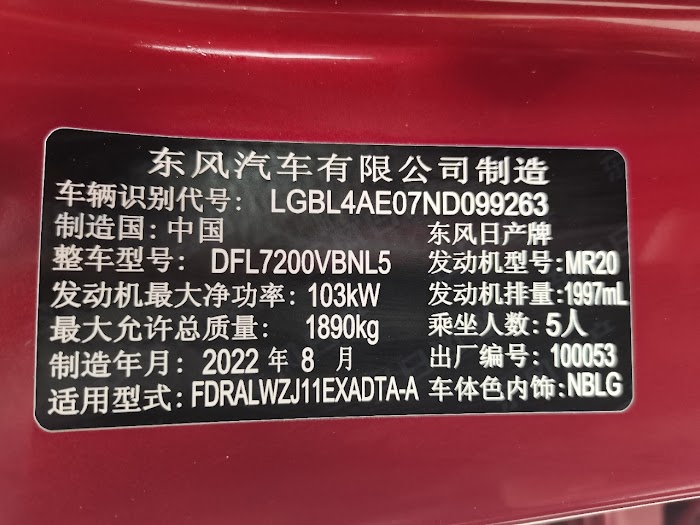 东风汽车有限公司制造
车辆识别代号: LGBL4AE07ND099263
制造国: 中国 东风日产牌
整车型号: DFL7200VBNL5 发动机型号:MR20
发动机最大净功率: 103kW 发动机排量:1997mL
最大允许总质量: 1890kg 乘坐人数:5人
制造年月: 2022 年 8 月 出厂编号: 100053
适用型式: FDRALWZJ11EXADTA-A 车体色内饰:NBLG